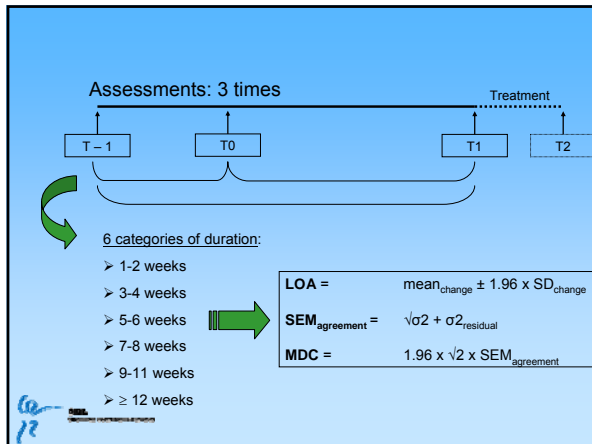 Assessments: 3 times
Treatment
T – 1
T0
T1
T2
6 categories of duration:
➢ 1-2 weeks
➢ 3-4 weeks
➢ 5-6 weeks
➢ 7-8 weeks
➢ 9-11 weeks
➢ ≥ 12 weeks
LOA = mean change ± 1.96 x SD change
SEM agreement = √σ2 + σ2 residual
MDC = 1.96 x √2 x SEM agreement